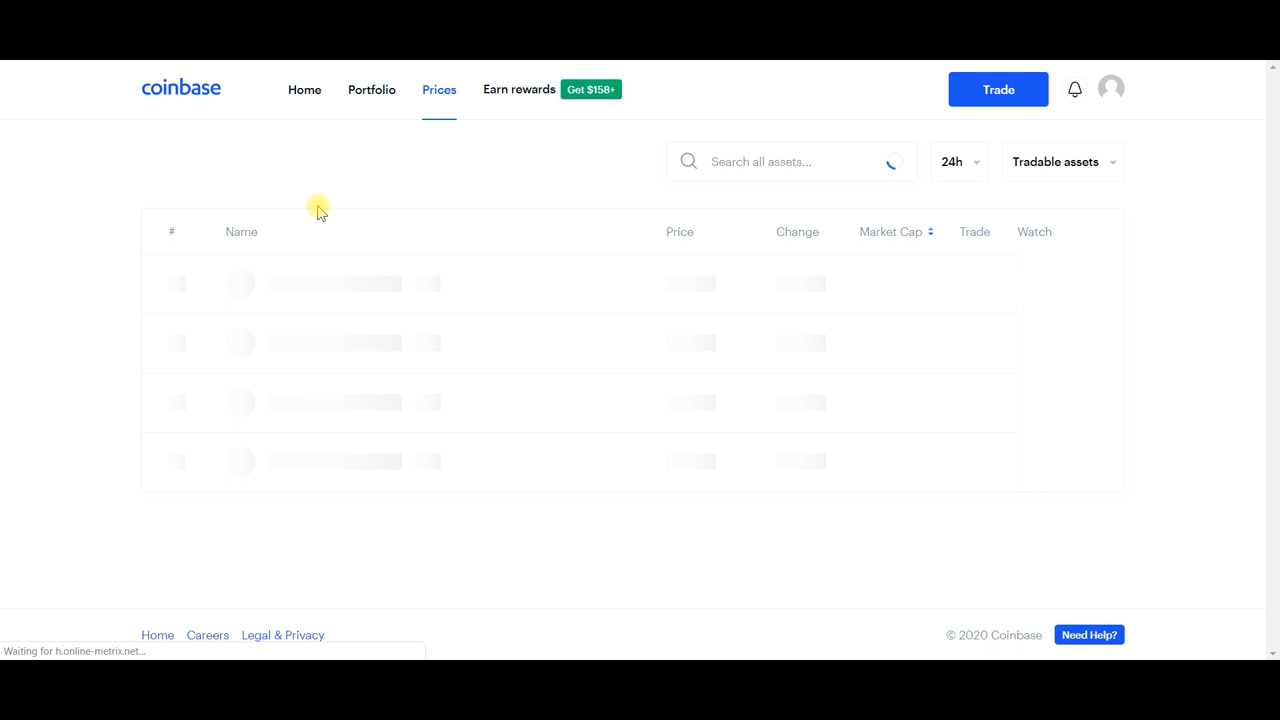 coinbase
Home Portfolio Prices Earn rewards Get $158+ Trade
Search all assets... 24h Tradable assets
# Name Price Change Market Cap Trade Watch
Home Careers Legal & Privacy © 2020 Coinbase Need Help?
Waiting for h.online-metrix.net...